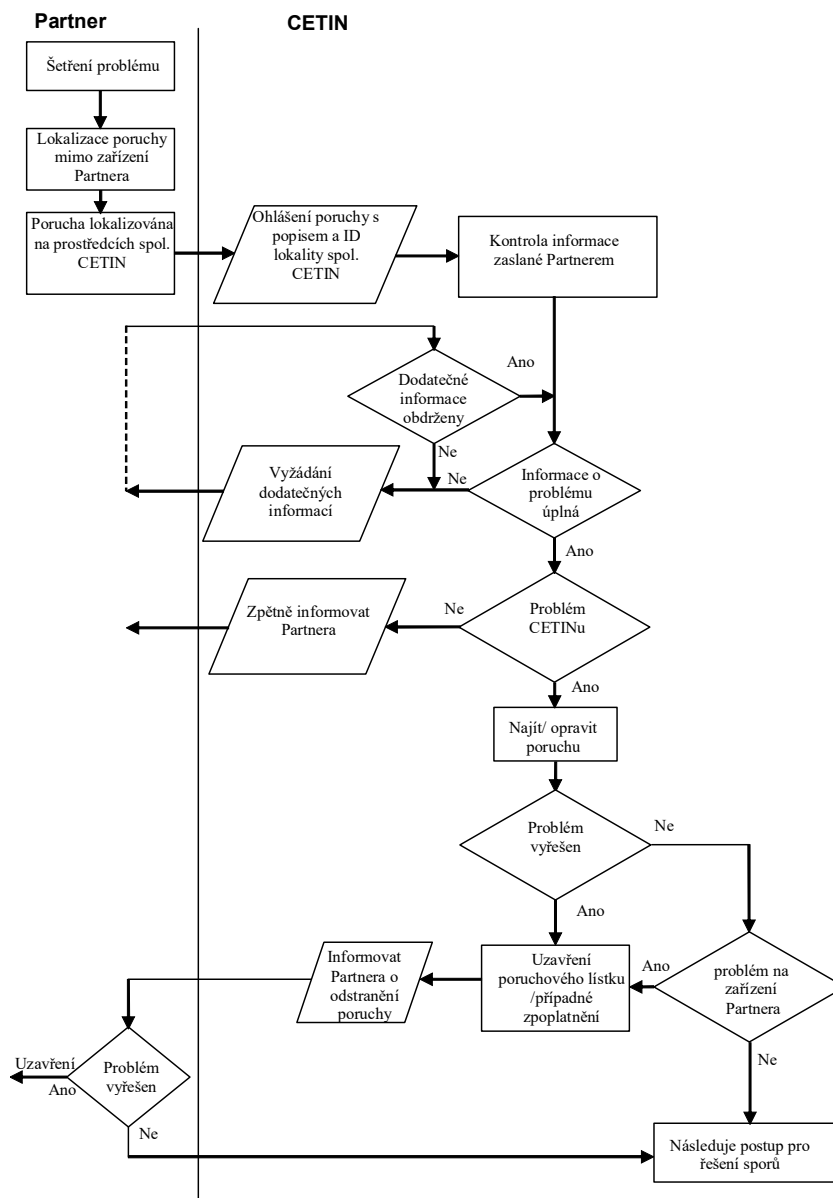 Partner
CETIN
Šetření problému
Lokalizace poruchy
mimo zařízení
Partnera
Porucha lokalizována
na prostředcích spol.
CETIN
Ohlášení poruchy s
popisem a ID
lokality spol.
CETIN
Kontrola informace
zaslané Partnerem
Ano
Dodatečné
informace
obdrženy
Ne
Vyžádání
dodatečných
informací
Ne
Informace o
problému
úplná
Ano
Zpětně informovat
Partnera
Ne
Problém
CETINu
Ano
Najít/ opravit
poruchu
Problém
vyřešen
Ne
Ano
Informovat
Partnera o
odstranění
poruchy
Uzavření
poruchového lístku
/případné
zpoplatnění
Ano
problém na
zařízení
Partnera
Ne
Uzavření
Ano
Problém
vyřešen
Ne
Následuje postup pro
řešení sporů